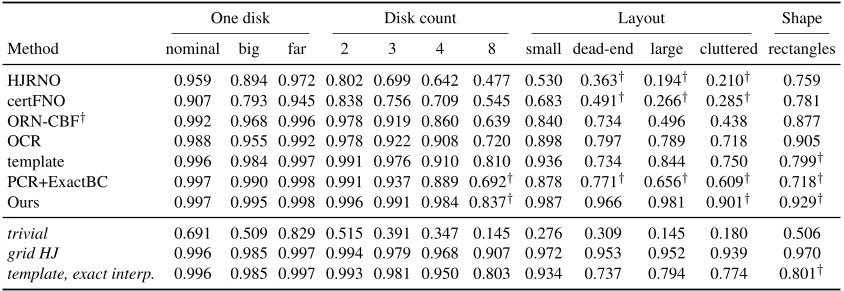 One disk Disk count Layout Shape
Method nominal big far 2 3 4 8 small dead-end large cluttered rectangles
HJRNO 0.959 0.894 0.972 0.802 0.699 0.642 0.477 0.530 0.363† 0.194† 0.210† 0.759
certFNO 0.907 0.793 0.945 0.838 0.756 0.709 0.545 0.683 0.491† 0.266† 0.285† 0.781
ORN-CBF† 0.992 0.968 0.996 0.978 0.919 0.860 0.639 0.840 0.734 0.496 0.438 0.877
OCR 0.988 0.955 0.992 0.978 0.922 0.908 0.720 0.898 0.797 0.789 0.718 0.905
template 0.996 0.984 0.997 0.991 0.976 0.910 0.810 0.936 0.734 0.844 0.750 0.799†
PCR+ExactBC 0.997 0.990 0.998 0.991 0.937 0.889 0.692† 0.878 0.771† 0.656† 0.609† 0.718†
Ours 0.997 0.995 0.998 0.996 0.991 0.984 0.837† 0.987 0.966 0.981 0.901† 0.929†
trivial 0.691 0.509 0.829 0.515 0.391 0.347 0.145 0.276 0.309 0.145 0.180 0.506
grid HJ 0.996 0.985 0.997 0.994 0.979 0.968 0.907 0.972 0.953 0.952 0.939 0.970
template, exact interp. 0.996 0.985 0.997 0.993 0.981 0.950 0.803 0.934 0.737 0.794 0.774 0.801†